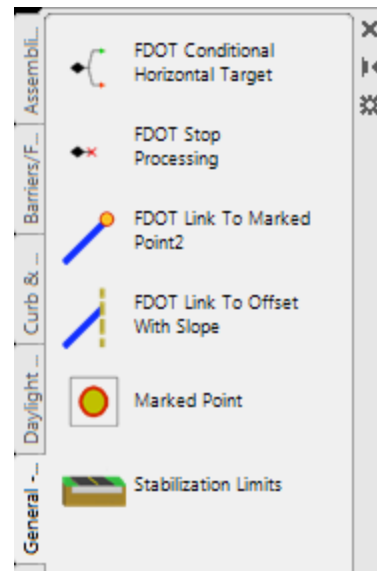 FDOT Conditional
Horizontal Target
FDOT Stop
Processing
FDOT Link To Marked
Point2
FDOT Link To Offset
With Slope
Marked Point
Stabilization Limits
Assembli...
Barriers/F...
Curb & ...
Daylight ...
General -...